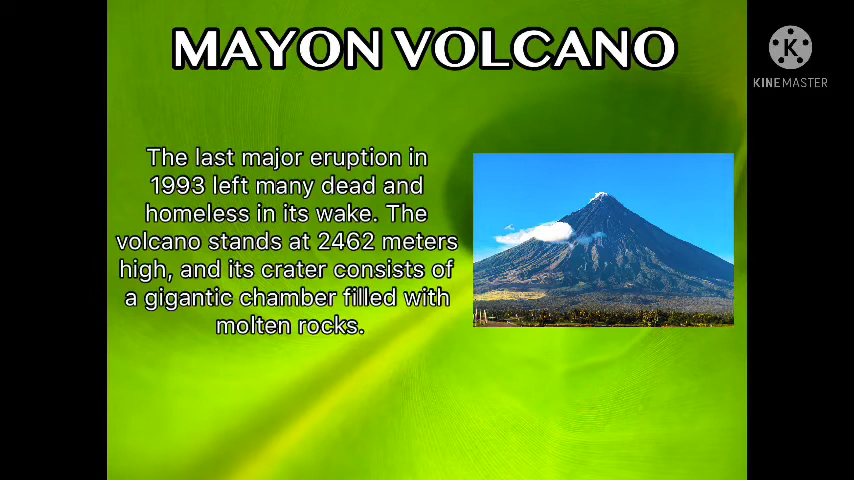 MAYON VOLCANO
K
KINEMASTER
The last major eruption in
1993 left many dead and
homeless in its wake. The
volcano stands at 2462 meters
high, and its crater consists of
a gigantic chamber filled with
molten rocks.